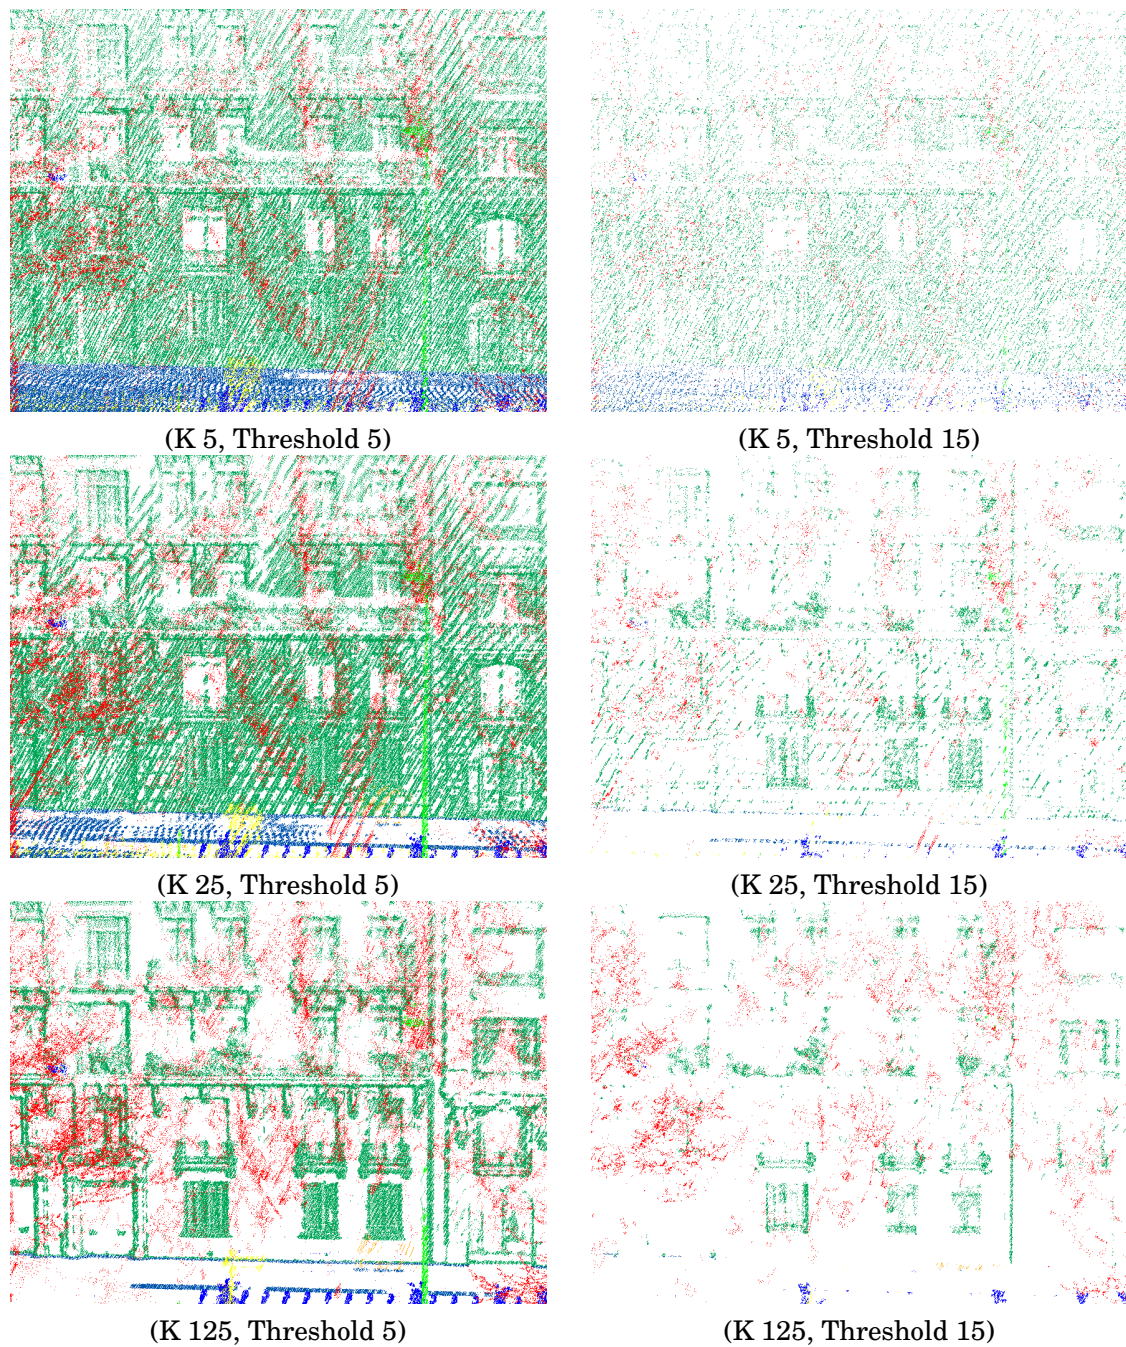 (K 5, Threshold 5)
(K 5, Threshold 15)
(K 25, Threshold 5)
(K 25, Threshold 15)
(K 125, Threshold 5)
(K 125, Threshold 15)